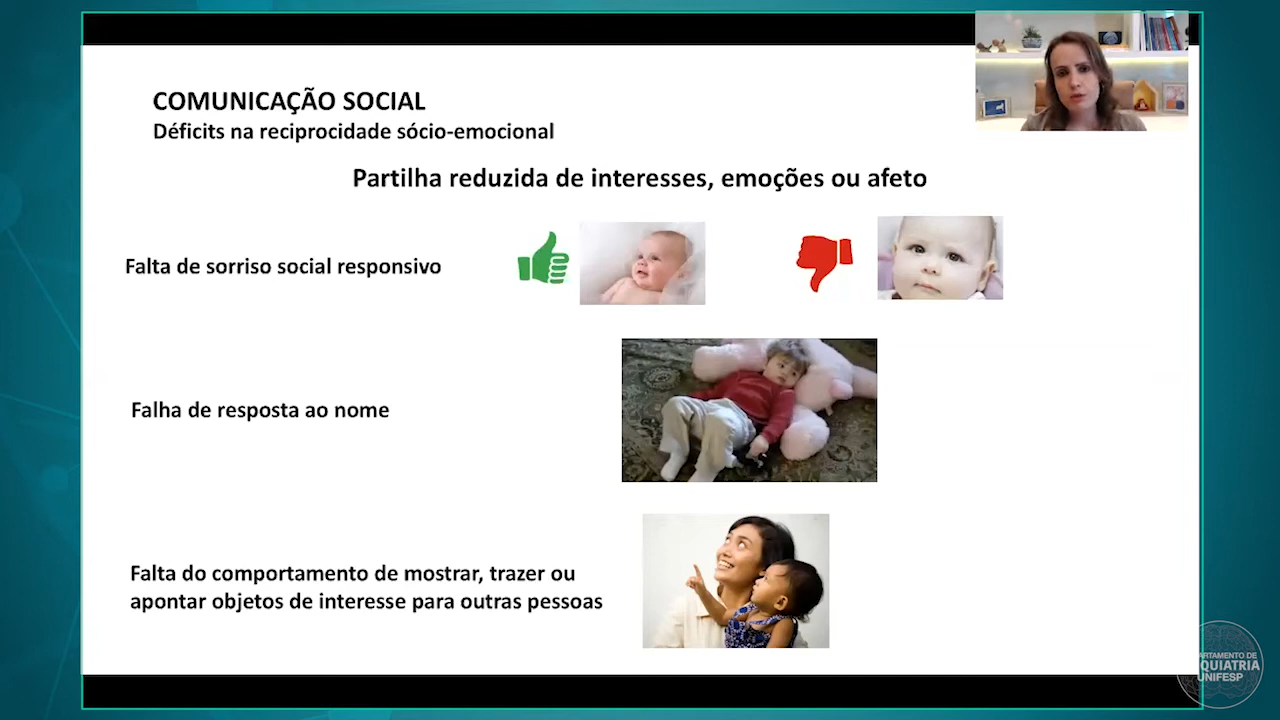 COMUNICAÇÃO SOCIAL
Déficits na reciprocidade sócio-emocional
Partilha reduzida de interesses, emoções ou afeto
Falta de sorriso social responsivo
Falha de resposta ao nome
Falta do comportamento de mostrar, trazer ou
apontar objetos de interesse para outras pessoas
ARTAMENTO DE
QUIATRIA
UNIFESP